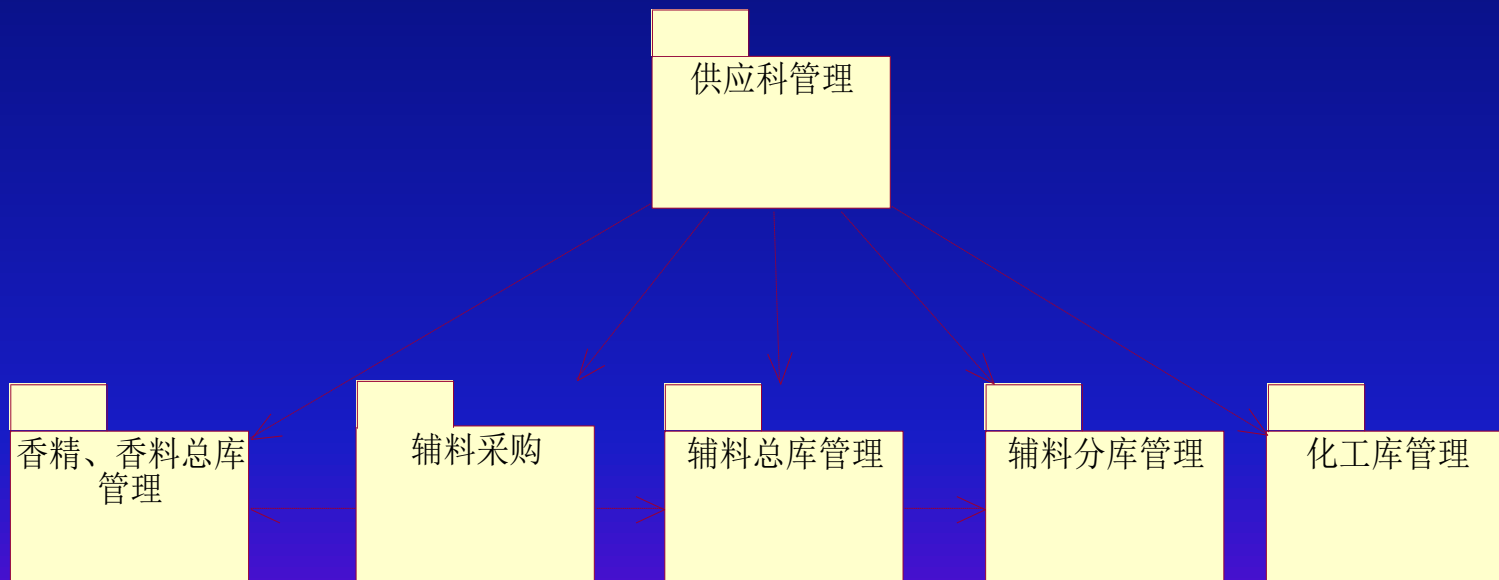 供应科管理
香精、香料总库
管理
辅料采购
辅料总库管理
辅料分库管理
化工库管理